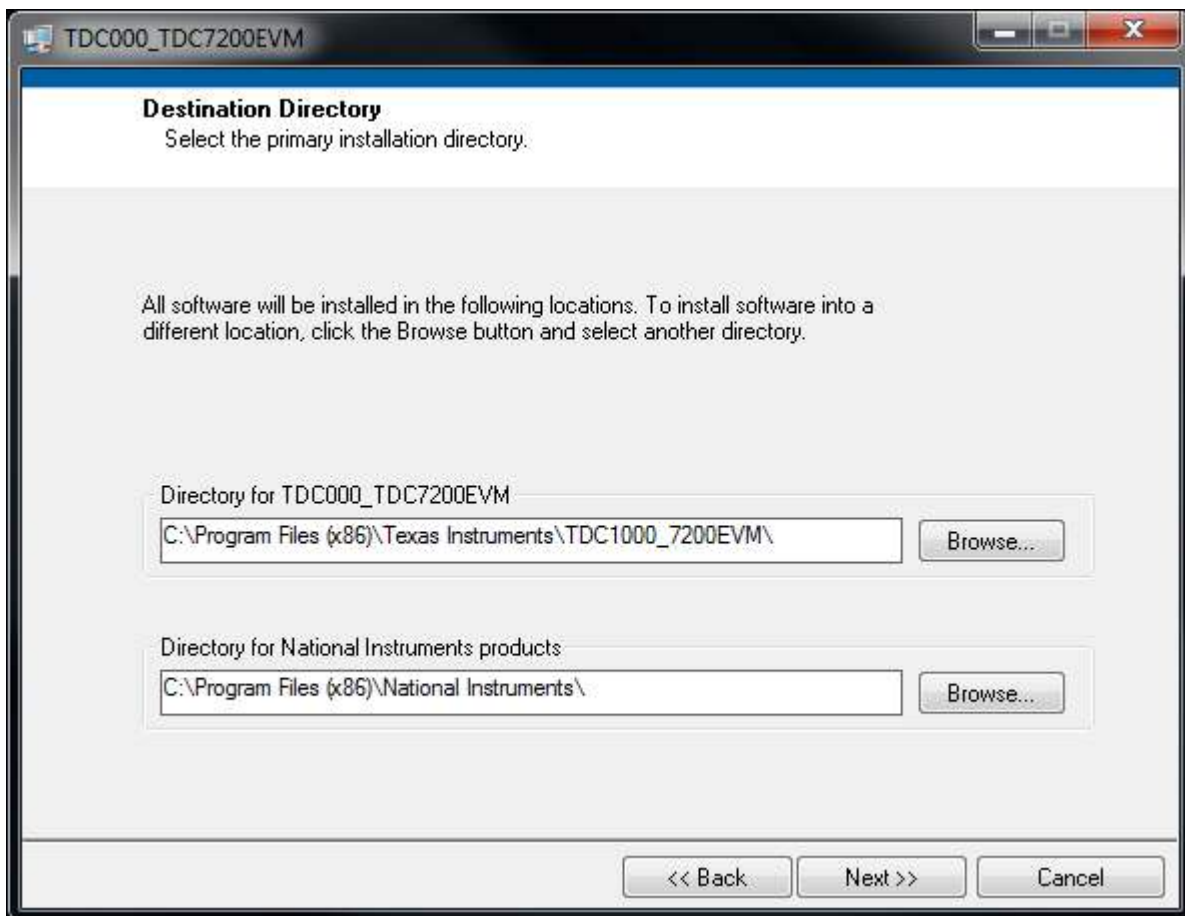 TDC000_TDC7200EVM
Destination Directory
Select the primary installation directory.
All software will be installed in the following locations. To install software into a
different location, click the Browse button and select another directory.
Directory for TDC000_TDC7200EVM
C:\Program Files (x86)\Texas Instruments\TDC1000_7200EVM\
Browse...
Directory for National Instruments products
C:\Program Files (x86)\National Instruments\
Browse...
<< Back
Next >>
Cancel